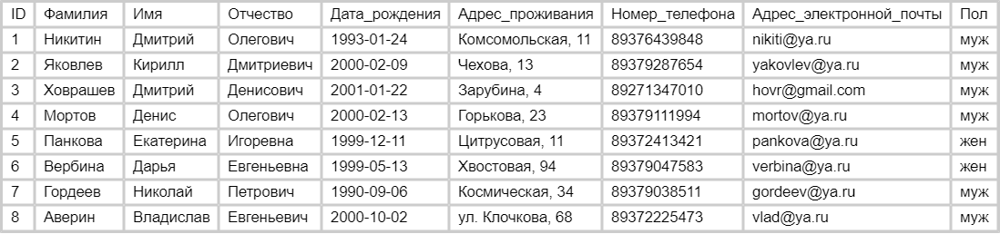 ID Фамилия Имя Отчество Дата_рождения Адрес_проживания Номер_телефона Адрес_электронной_почты Пол
1 Никитин Дмитрий Олегович 1993-01-24 Комсомольская, 11 89376439848 nikiti@ya.ru муж
2 Яковлев Кирилл Дмитриевич 2000-02-09 Чехова, 13 89379287654 yakovlev@ya.ru муж
3 Ховрашев Дмитрий Денисович 2001-01-22 Зарубина, 4 89271347010 hovr@gmail.com муж
4 Мортов Денис Олегович 2000-02-13 Горькова, 23 89379111994 mortov@ya.ru муж
5 Панкова Екатерина Игоревна 1999-12-11 Цитрусовая, 11 89372413421 pankova@ya.ru жен
6 Вербина Дарья Евгеньевна 1999-05-13 Хвостовая, 94 89379047583 verbina@ya.ru жен
7 Гордеев Николай Петрович 1990-09-06 Космическая, 34 89379038511 gordeev@ya.ru муж
8 Аверин Владислав Евгеньевич 2000-10-02 ул. Клочкова, 68 89372225473 vlad@ya.ru муж